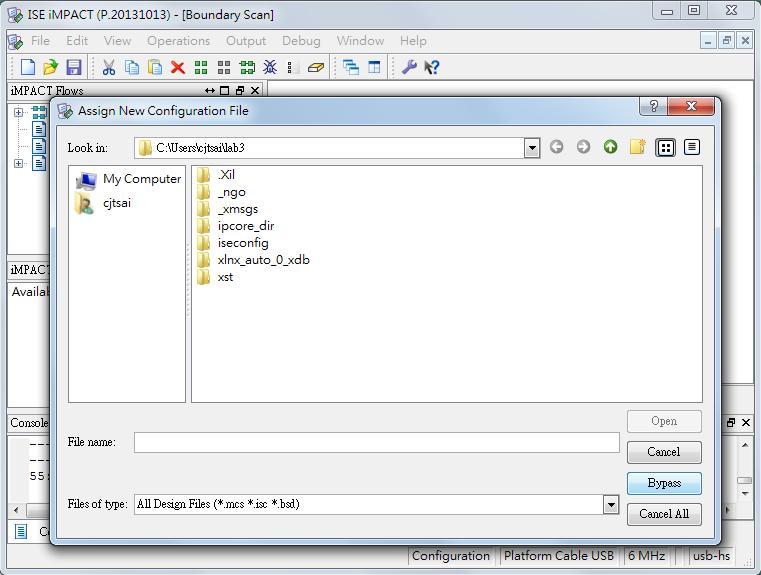 ISE iMPACT (P.20131013) - [Boundary Scan]
File Edit View Operations Output Debug Window Help
iMPACT Flows
Assign New Configuration File
Look in: C:\Users\cjtsai\lab3
My Computer
cjtsai
.Xil
_ngo
_xmsgs
ipcore_dir
iseconfig
xlnx_auto_0_xdb
xst
iMPACT
Availa
Console
55:
File name:
Open
Cancel
Bypass
Files of type: All Design Files (*.mcs *.isc *.bsd)
Cancel All
Configuration Platform Cable USB 6 MHz usb-hs